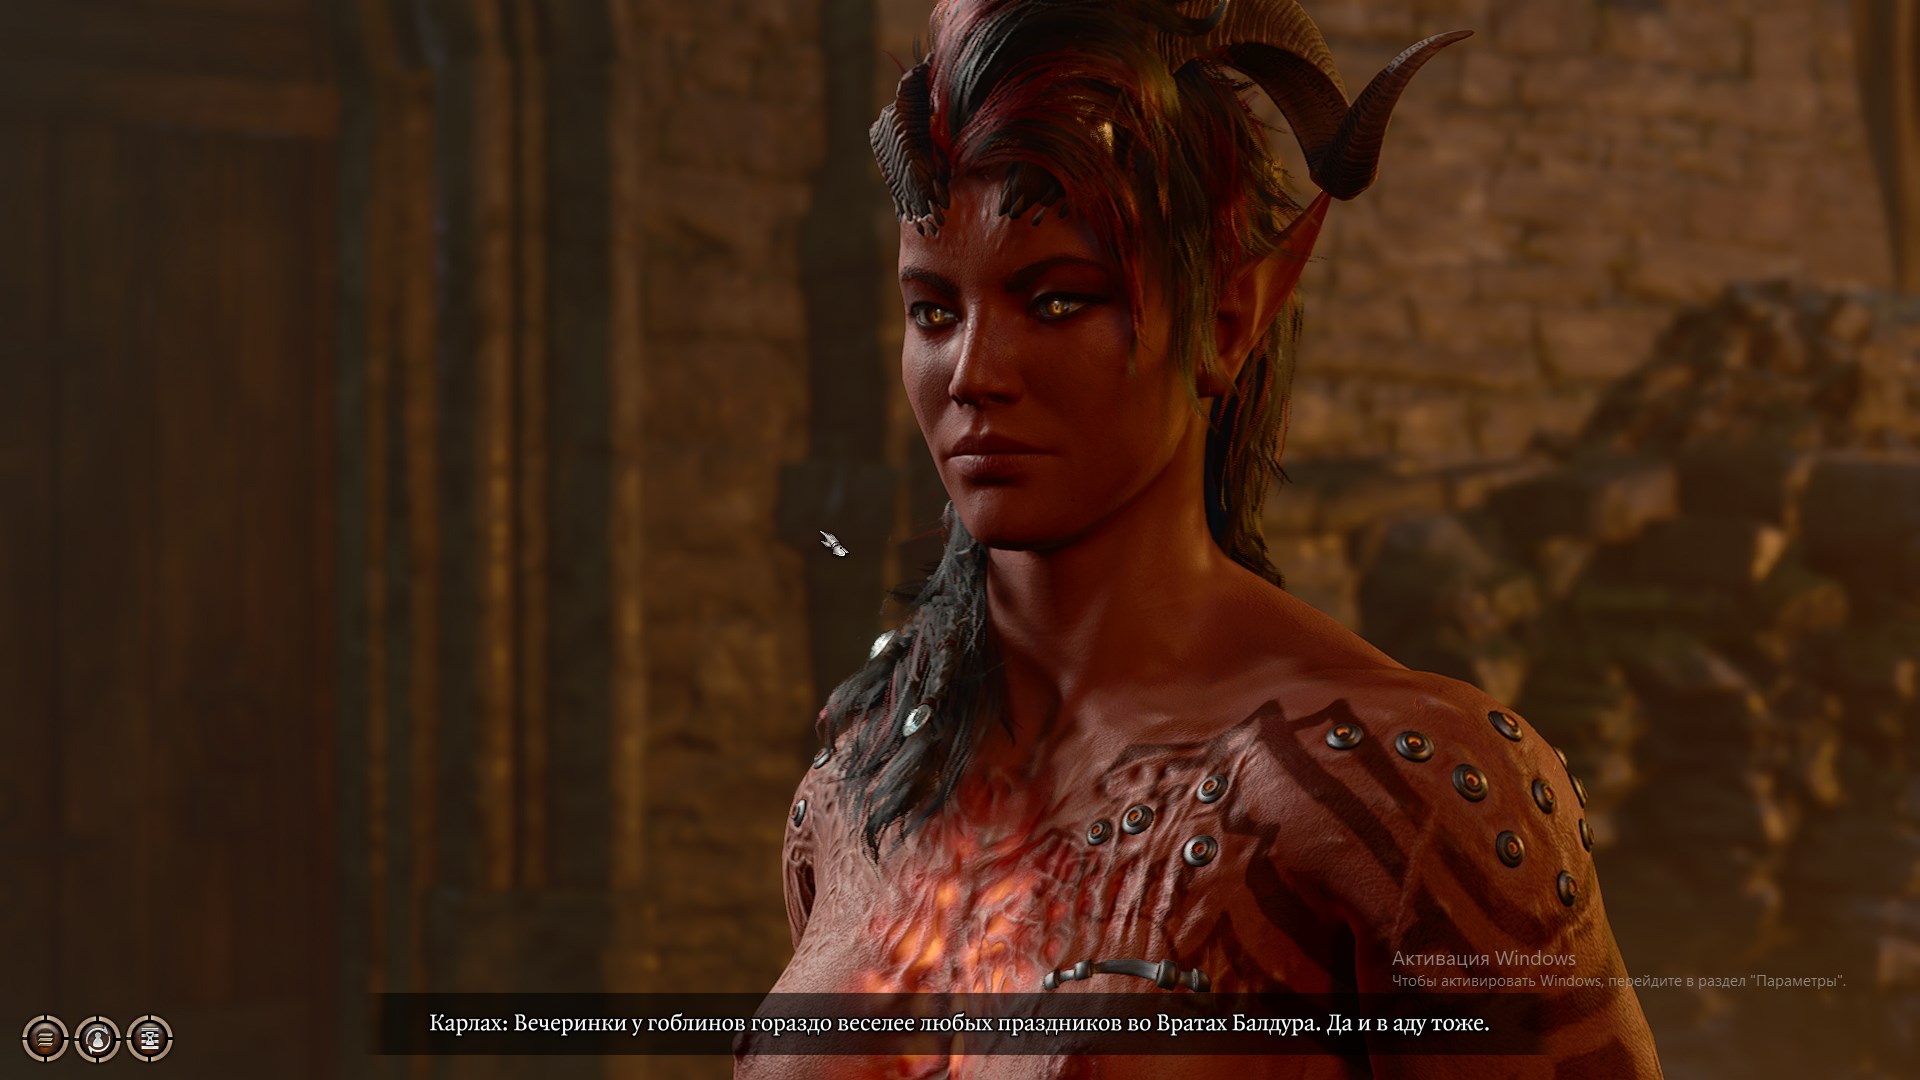 Активация Windows
Чтобы активировать Windows, перейдите в раздел "Параметры".
Карлах: Вечеринки у гоблинов гораздо веселее любых праздников во Вратах Балдура. Да и в аду тоже.